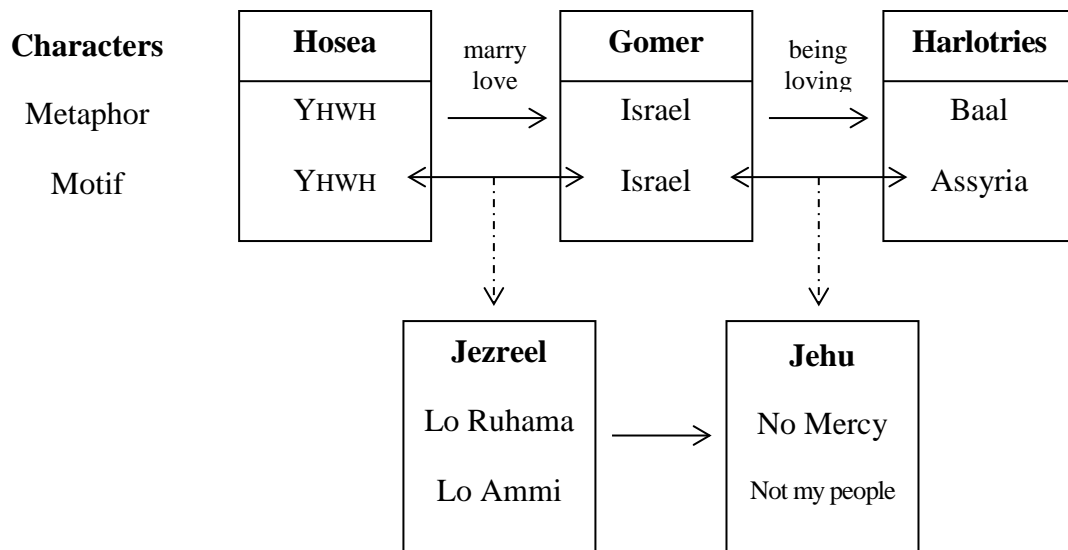 Characters
Hosea
marry
love
Gomer
being
loving
Harlotries
Metaphor
YHWH
Israel
Baal
Motif
YHWH
Israel
Assyria
Jezreel
Jehu
Lo Ruhama
No Mercy
Lo Ammi
Not my people